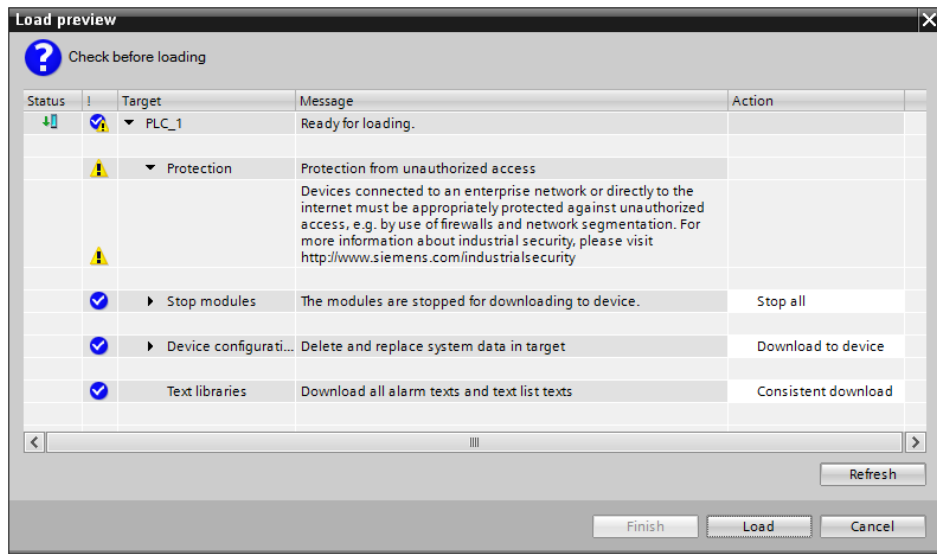 Load preview
Check before loading
Status ! Target Message Action
PLC_1 Ready for loading.
Protection Protection from unauthorized access
Devices connected to an enterprise network or directly to the
internet must be appropriately protected against unauthorized
access, e.g. by use of firewalls and network segmentation. For
more information about industrial security, please visit
http://www.siemens.com/industrialsecurity
Stop modules The modules are stopped for downloading to device. Stop all
Device configurati... Delete and replace system data in target Download to device
Text libraries Download all alarm texts and text list texts Consistent download
Refresh
Finish Load Cancel